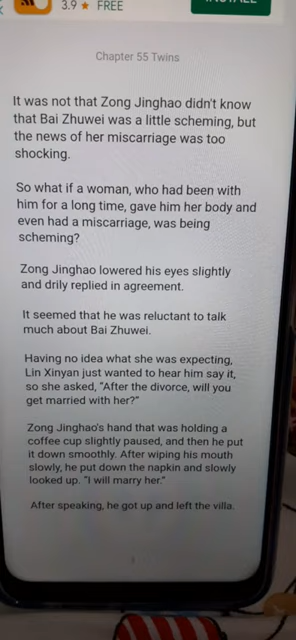 3.9 ★ FREE
INSTALL
Chapter 55 Twins
It was not that Zong Jinghao didn't know
that Bai Zhuwei was a little scheming, but
the news of her miscarriage was too
shocking.
So what if a woman, who had been with
him for a long time, gave him her body and
even had a miscarriage, was being
scheming?
Zong Jinghao lowered his eyes slightly
and drily replied in agreement.
It seemed that he was reluctant to talk
much about Bai Zhuwei.
Having no idea what she was expecting,
Lin Xinyan just wanted to hear him say it,
so she asked, "After the divorce, will you
get married with her?"
Zong Jinghao's hand that was holding a
coffee cup slightly paused, and then he put
it down smoothly. After wiping his mouth
slowly, he put down the napkin and slowly
looked up. "I will marry her."
After speaking, he got up and left the villa.